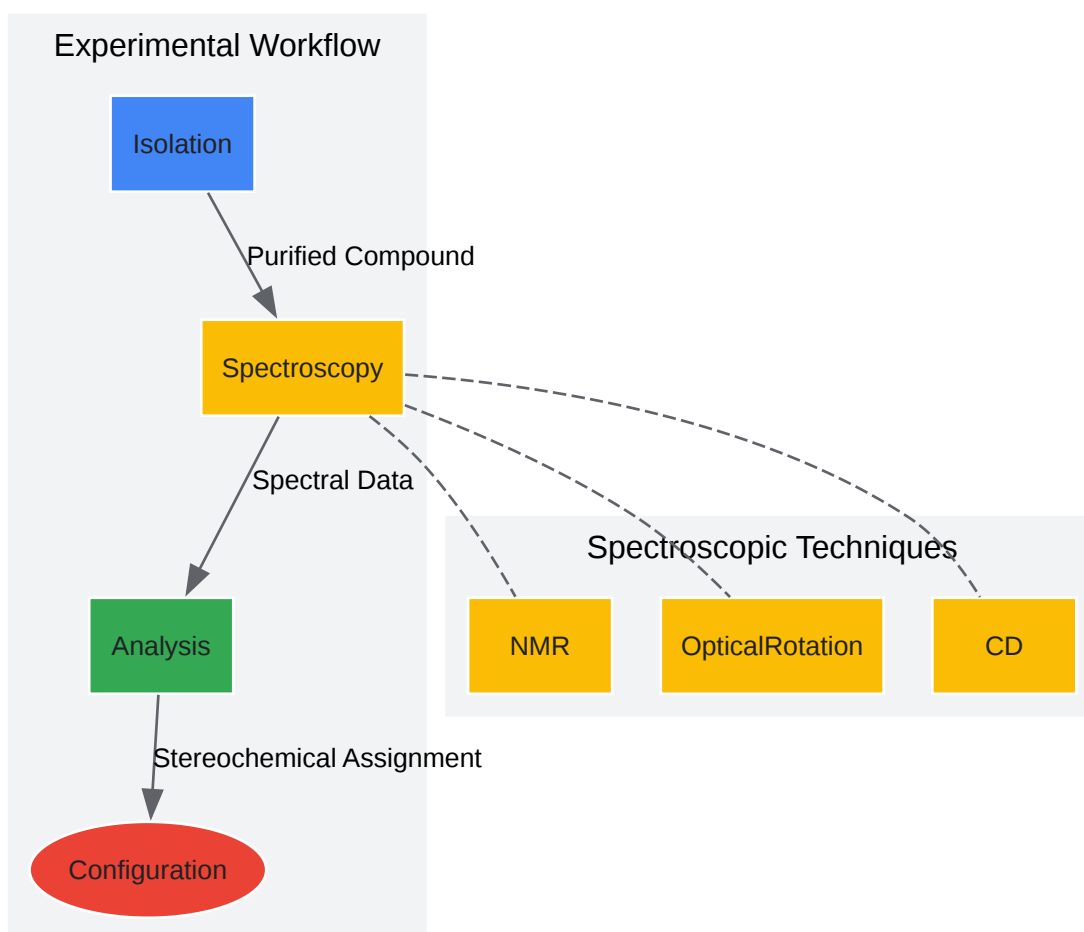 Experimental Workflow
Isolation
Purified Compound
Spectroscopy
Spectral Data
Spectroscopic Techniques
Analysis
NMR
OpticalRotation
CD
Stereochemical Assignment
Configuration